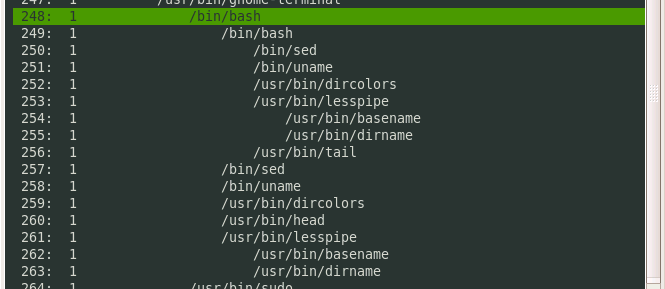 247:  1          /usr/bin/gnome-terminal
248:  1              /bin/bash
249:  1                  /bin/bash
250:  1                      /bin/sed
251:  1                      /bin/uname
252:  1                      /usr/bin/dircolors
253:  1                      /usr/bin/lesspipe
254:  1                          /usr/bin/basename
255:  1                          /usr/bin/dirname
256:  1                      /usr/bin/tail
257:  1                  /bin/sed
258:  1                  /bin/uname
259:  1                  /usr/bin/dircolors
260:  1                  /usr/bin/head
261:  1                  /usr/bin/lesspipe
262:  1                      /usr/bin/basename
263:  1                      /usr/bin/dirname
264:  1              /usr/bin/sudo